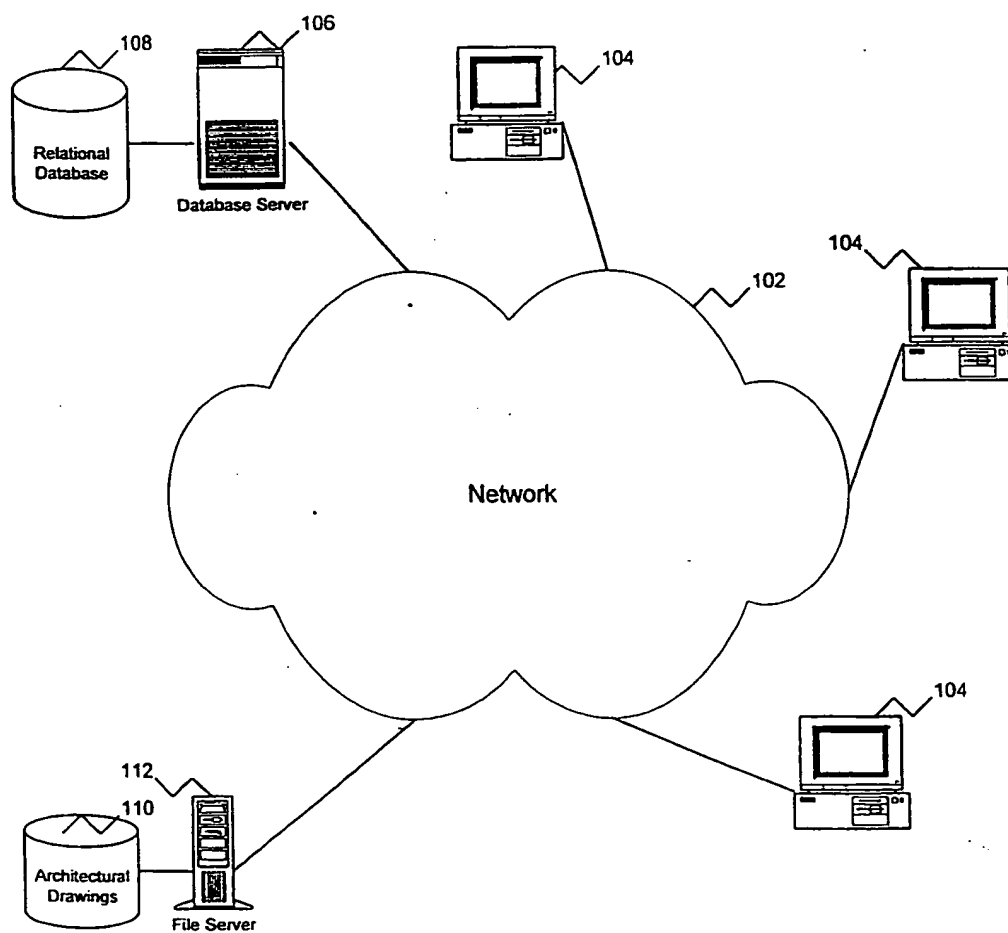 106
108
104
Relational
Database
Database Server
104
102
Network
104
112
110
Architectural
Drawings
File Server